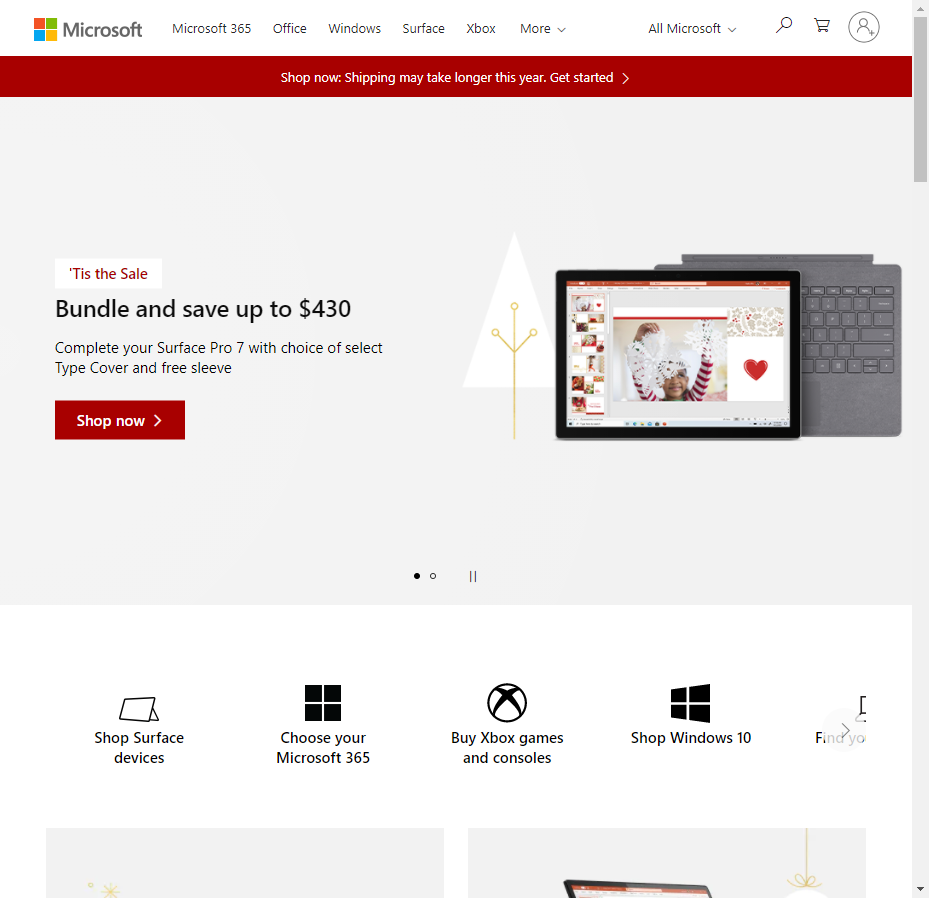 Microsoft
Microsoft 365 Office Windows Surface Xbox More
All Microsoft
Shop now: Shipping may take longer this year. Get started
'Tis the Sale
Bundle and save up to $430
Complete your Surface Pro 7 with choice of select
Type Cover and free sleeve
Shop now
Shop Surface
devices
Choose your
Microsoft 365
Buy Xbox games
and consoles
Shop Windows 10
Find yo